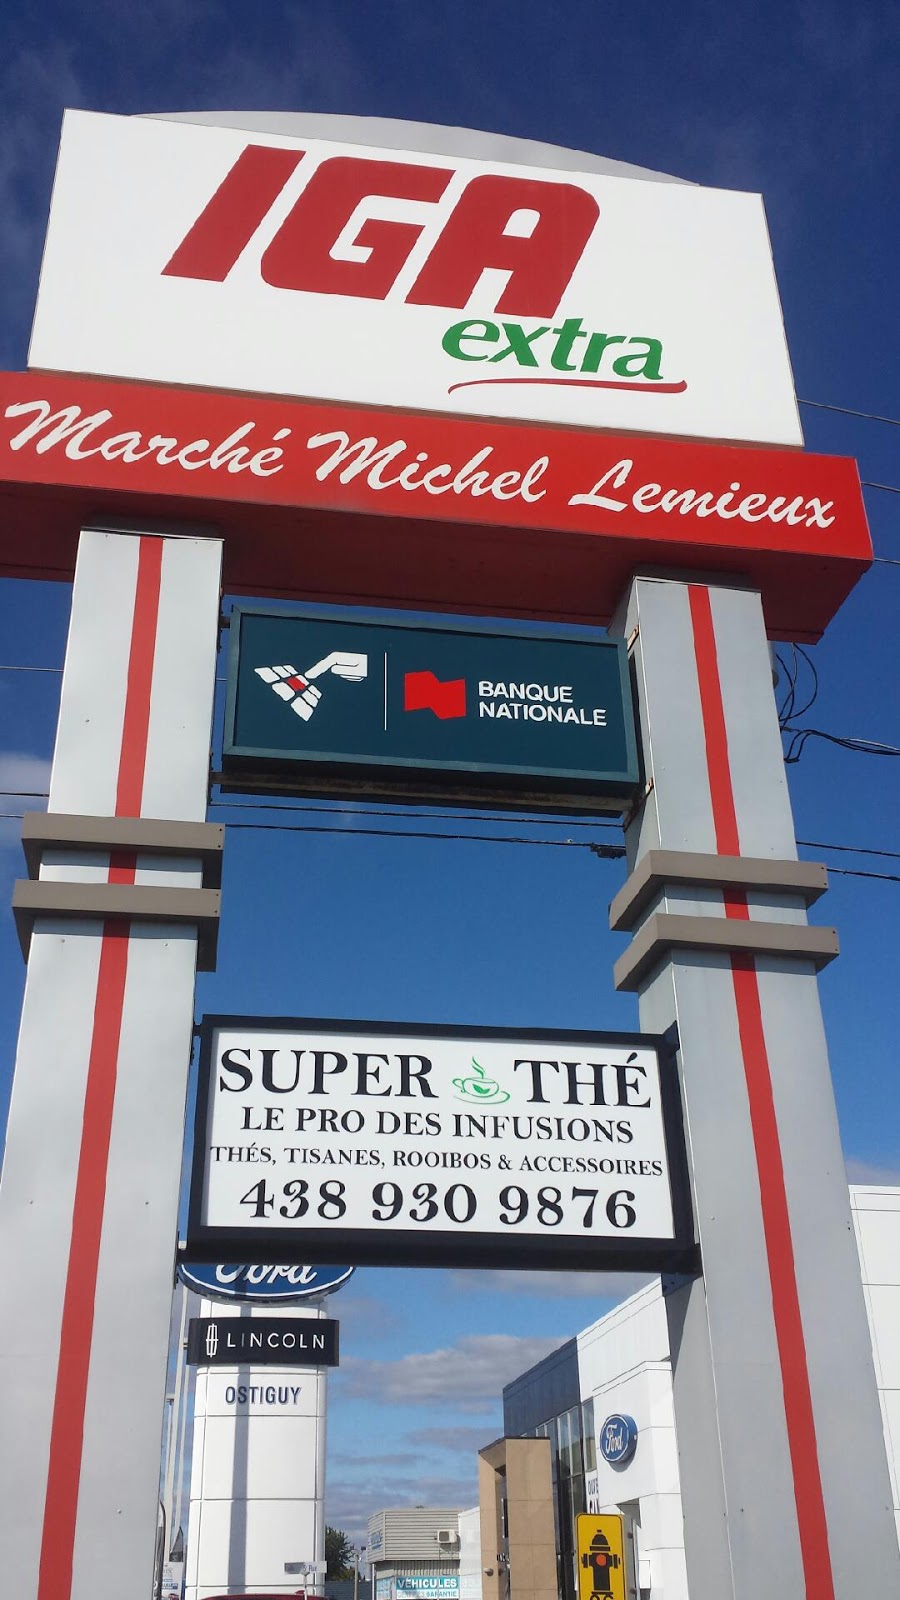 IGA
extra
Marché Michel Lemieux
BANQUE
NATIONALE
SUPER THÉ
LE PRO DES INFUSIONS
THÉS, TISANES, ROOIBOS & ACCESSOIRES
438 930 9876
Ford
LINCOLN
OSTIGUY
Ford
VÉHICULES